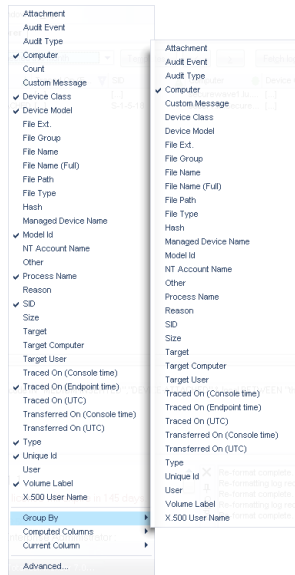 Attachment
Audit Event
Audit Type
Computer
Count
Custom Message
Device Class
Device Model
File Ext.
File Group
File Name
File Name (Full)
File Path
File Type
Hash
Managed Device Name
Model Id
NT Account Name
Other
Process Name
Reason
SID
Size
Target
Target Computer
Target User
Traced On (Console time)
Traced On (Endpoint time)
Traced On (UTC)
Transferred On (Console time)
Transferred On (UTC)
Type
Unique Id
User
Volume Label
X.500 User Name
Group By
Computed Columns
Current Column
Advanced...
Attachment
Audit Event
Audit Type
Computer
Custom Message
Device Class
Device Model
File Ext.
File Group
File Name
File Name (Full)
File Path
File Type
Hash
Managed Device Name
Model Id
NT Account Name
Other
Process Name
Reason
SID
Size
Target
Target Computer
Target User
Traced On (Console time)
Traced On (Endpoint time)
Traced On (UTC)
Transferred On (Console time)
Transferred On (UTC)
Type
Unique Id
User
Volume Label
X.500 User Name